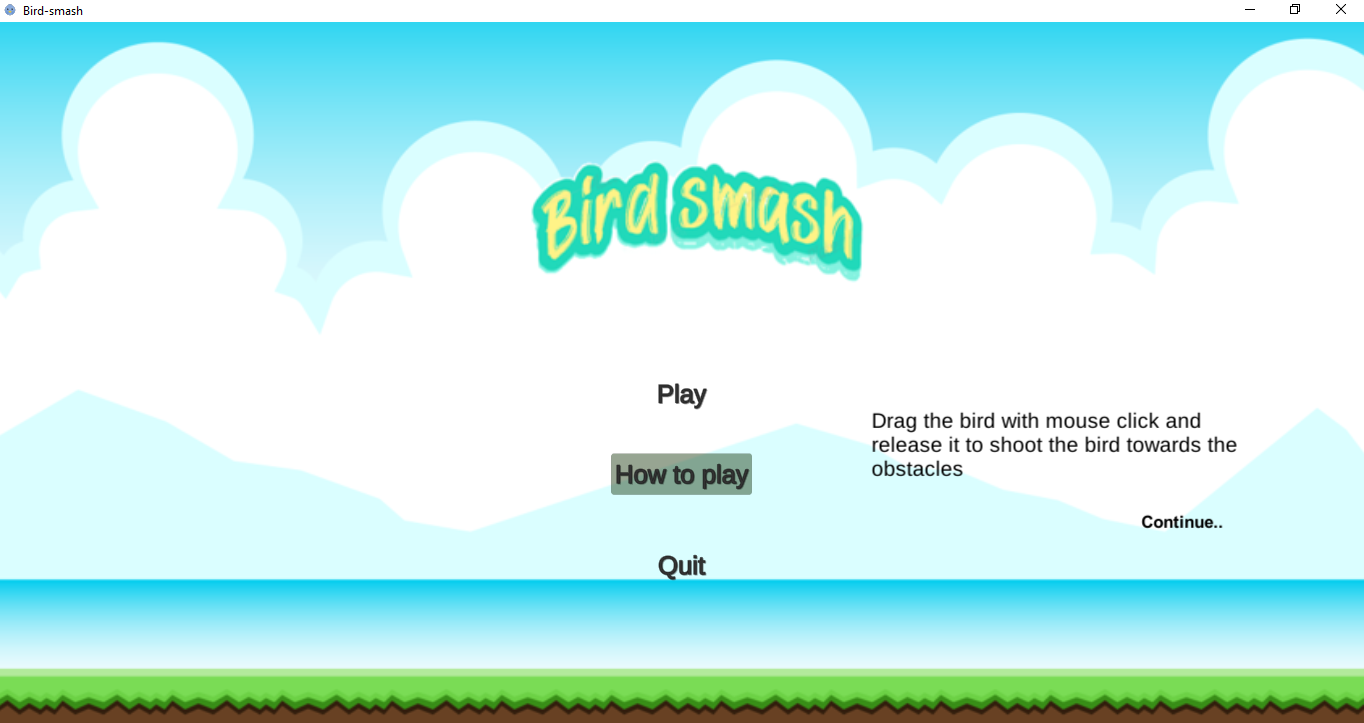 Bird-smash
Bird smash
Play
How to play
Quit
Drag the bird with mouse click and
release it to shoot the bird towards the
obstacles
Continue..